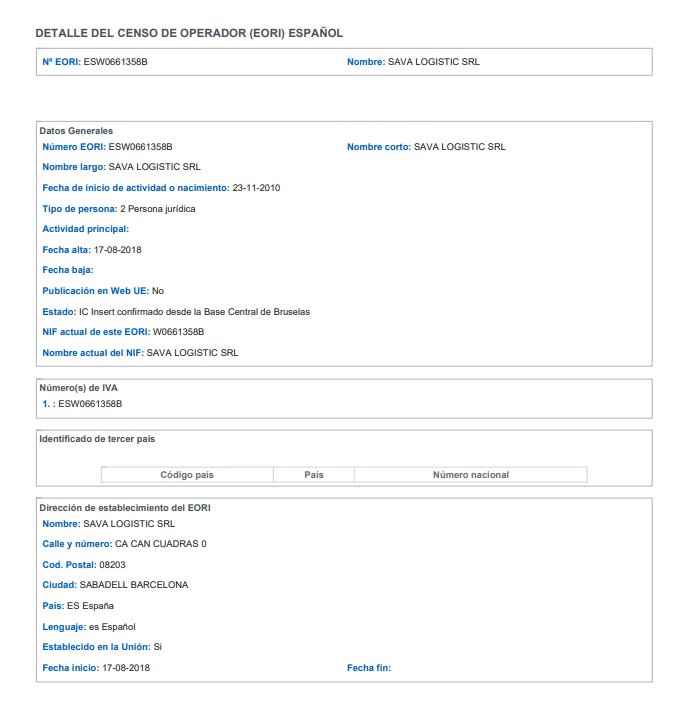 DETALLE DEL CENSO DE OPERADOR (EORI) ESPAÑOL
Nº EORI: ESW0661358B Nombre: SAVA LOGISTIC SRL
Datos Generales
Número EORI: ESW0661358B Nombre corto: SAVA LOGISTIC SRL
Nombre largo: SAVA LOGISTIC SRL
Fecha de inicio de actividad o nacimiento: 23-11-2010
Tipo de persona: 2 Persona jurídica
Actividad principal:
Fecha alta: 17-08-2018
Fecha baja:
Publicación en Web UE: No
Estado: IC Insert confirmado desde la Base Central de Bruselas
NIF actual de este EORI: W0661358B
Nombre actual del NIF: SAVA LOGISTIC SRL
Número(s) de IVA
1. : ESW0661358B
Identificado de tercer país
Código país País Número nacional
Dirección de establecimiento del EORI
Nombre: SAVA LOGISTIC SRL
Calle y número: CA CAN CUADRAS 0
Cod. Postal: 08203
Ciudad: SABADELL BARCELONA
País: ES España
Lenguaje: es Español
Establecido en la Unión: Si
Fecha inicio: 17-08-2018 Fecha fin: